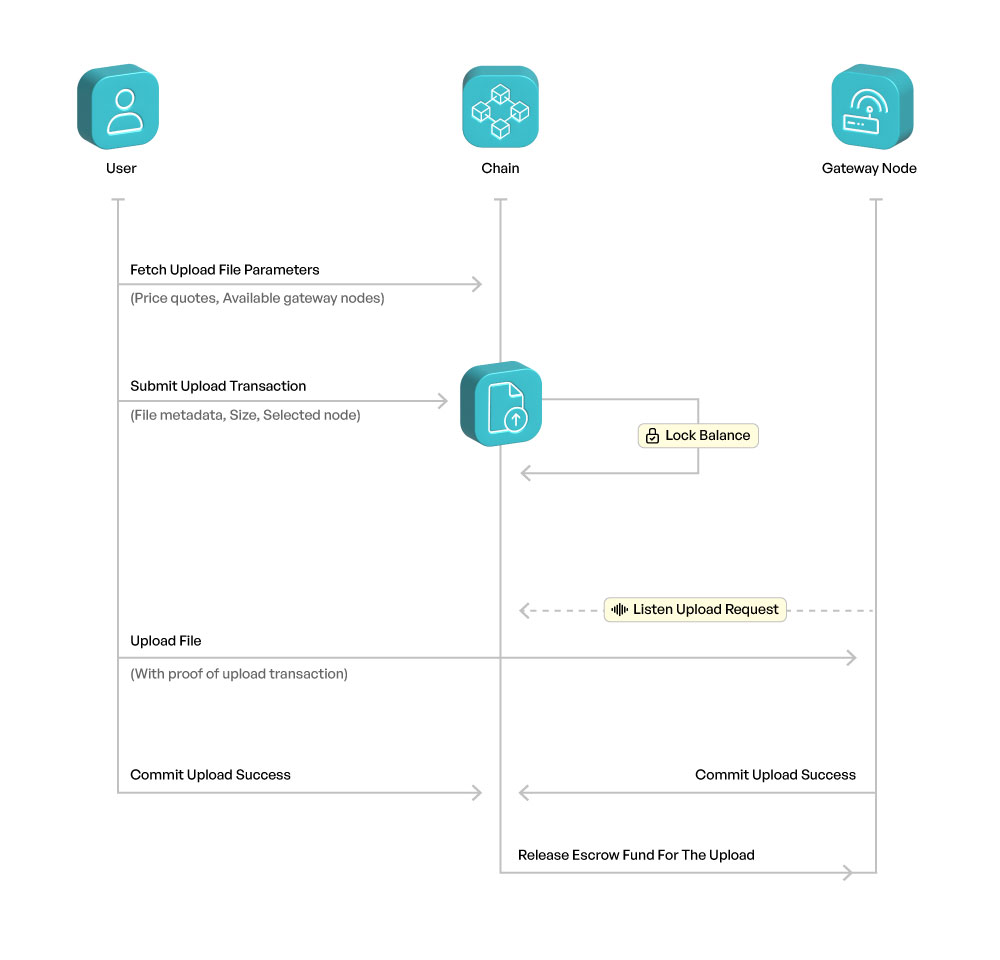 User
Chain
Gateway Node
Fetch Upload File Parameters
(Price quotes, Available gateway nodes)
Submit Upload Transaction
(File metadata, Size, Selected node)
Lock Balance
Listen Upload Request
Upload File
(With proof of upload transaction)
Commit Upload Success
Commit Upload Success
Release Escrow Fund For The Upload